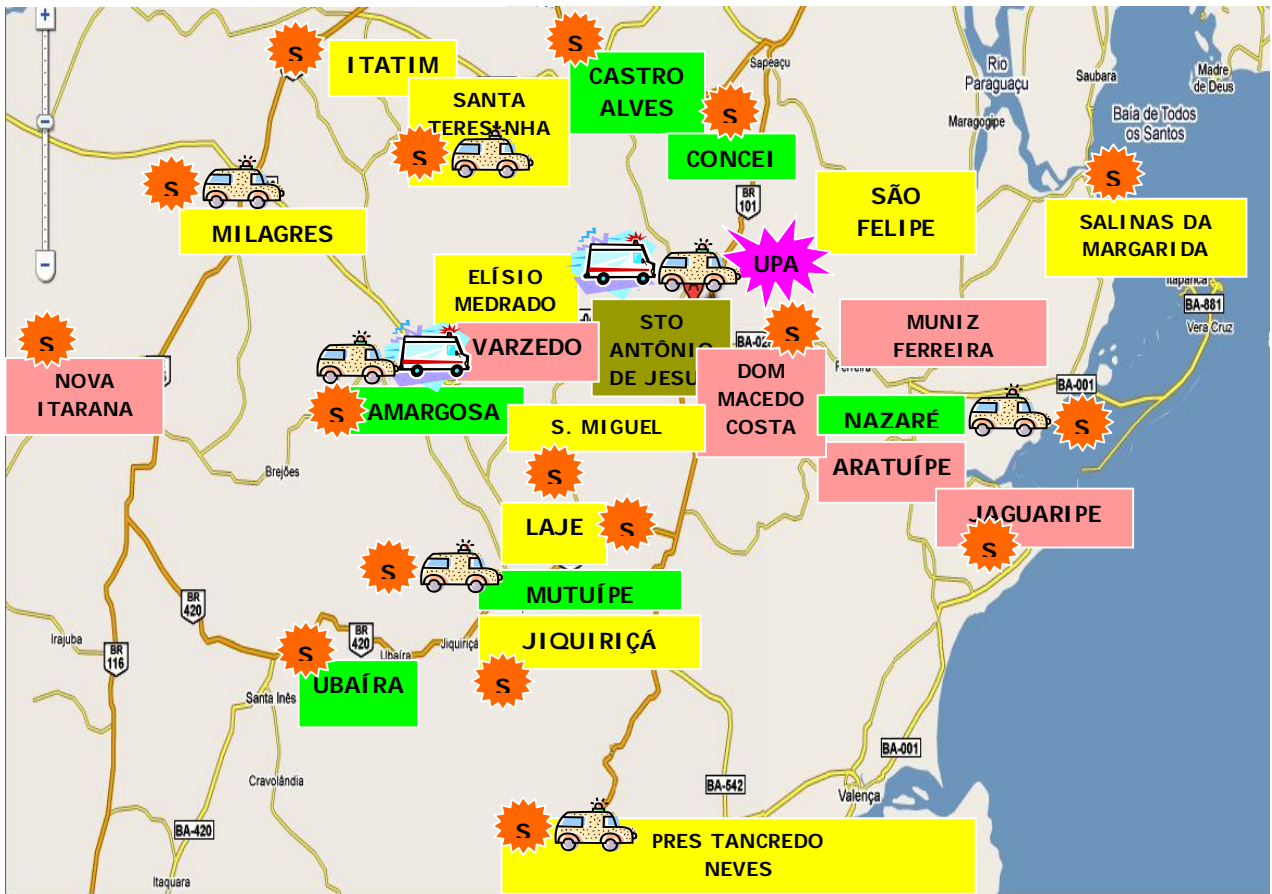 +
S
ITATIM
S
CASTRO
ALVES
Sapeaçu
Rio
Paraguaçu
Saubara
Madre
de Deus
SANTA
TERESINHA
S
S
CONCEI
Maragogipe
Baía de Todos
os Santos
S
MILAGRES
BR
101
SÃO
FELIPE
S
SALINAS DA
MARGARIDA
ELÍSIO
MEDRADO
UPA
Itaparica
BA-881
Vera Cruz
S
NOVA
ITARANA
VARZEDO
STO
ANTÔNIO
DE JESU
BA-02
S
DOM
MACEDO
COSTA
MUNIZ
FERREIRA
Ferreira
BA-001
S
AMARGOSA
S. MIGUEL
NAZARÉ
S
Brejões
S
ARATUÍPE
LAJE
S
JAGUARIPE
S
S
MUTUÍPE
BR
420
Irajuba
BR
116
S
BR
420
Ubaíra
Jiquiriçá
JIQUIRIÇÁ
UBAÍRA
S
Santa Inês
BA-001
Cravolândia
BA-542
Valença
BA-420
S
PRES TANCREDO
NEVES
Itaquara